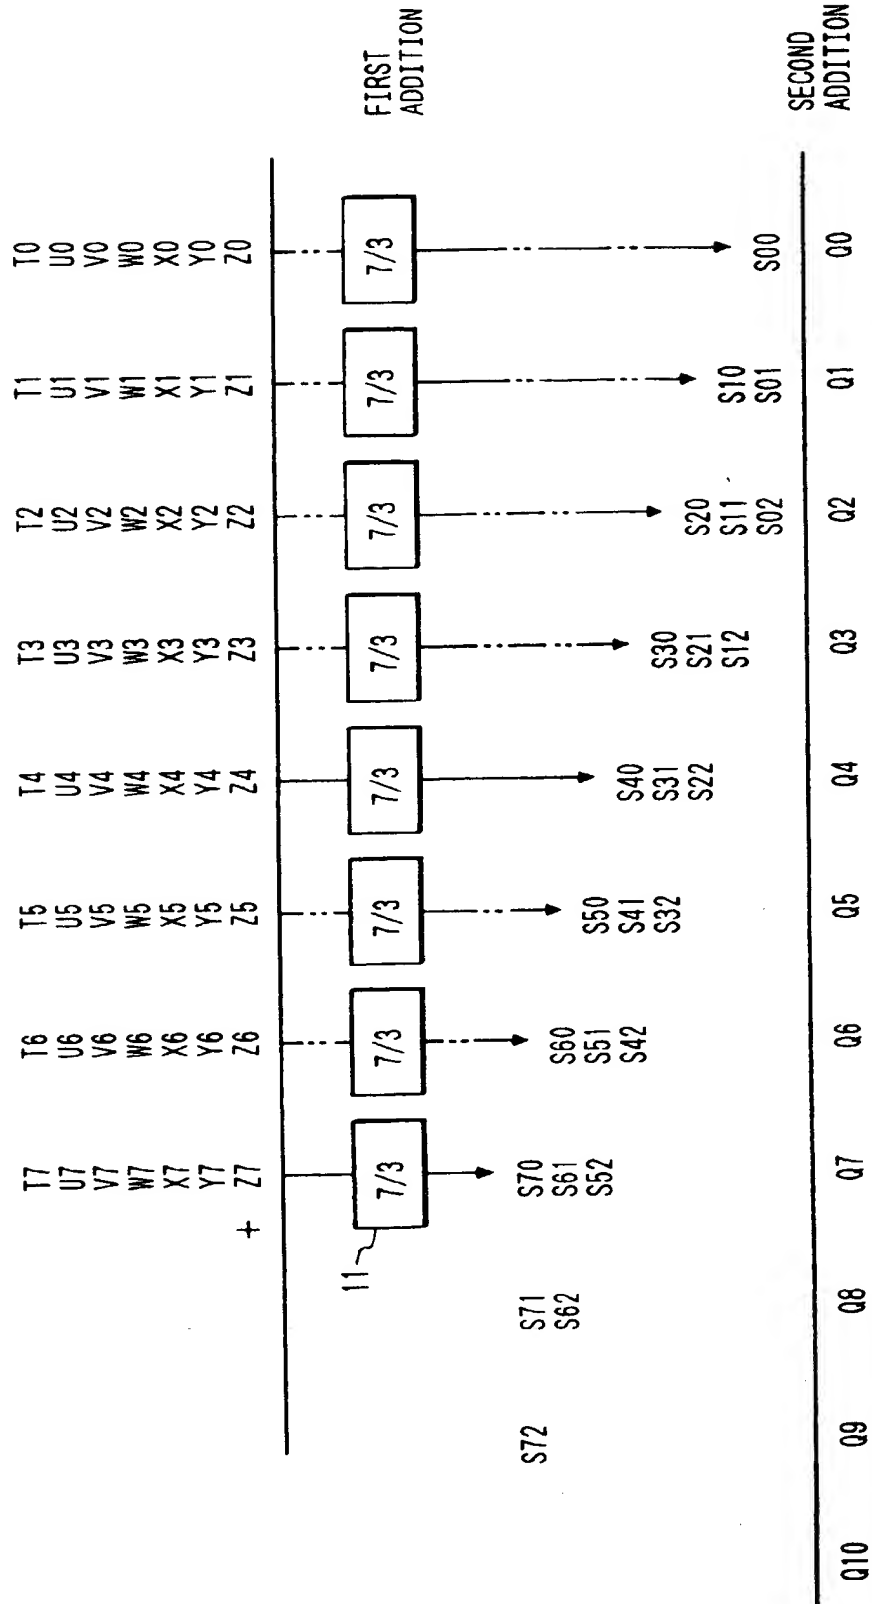 T7 T6 T5 T4 T3 T2 T1 T0
U7 U6 U5 U4 U3 U2 U1 U0
V7 V6 V5 V4 V3 V2 V1 V0
W7 W6 W5 W4 W3 W2 W1 W0
X7 X6 X5 X4 X3 X2 X1 X0
Y7 Y6 Y5 Y4 Y3 Y2 Y1 Y0
+ Z7 Z6 Z5 Z4 Z3 Z2 Z1 Z0
11 7/3 7/3 7/3 7/3 7/3 7/3 7/3 7/3
FIRST
ADDITION
S72 S71 S70
S62 S61 S60
S52 S51 S50
S42 S41 S40
S32 S31 S30
S22 S21 S20
S12 S11 S10
S02 S01 S00
SECOND
ADDITION
Q10 Q9 Q8 Q7 Q6 Q5 Q4 Q3 Q2 Q1 Q0